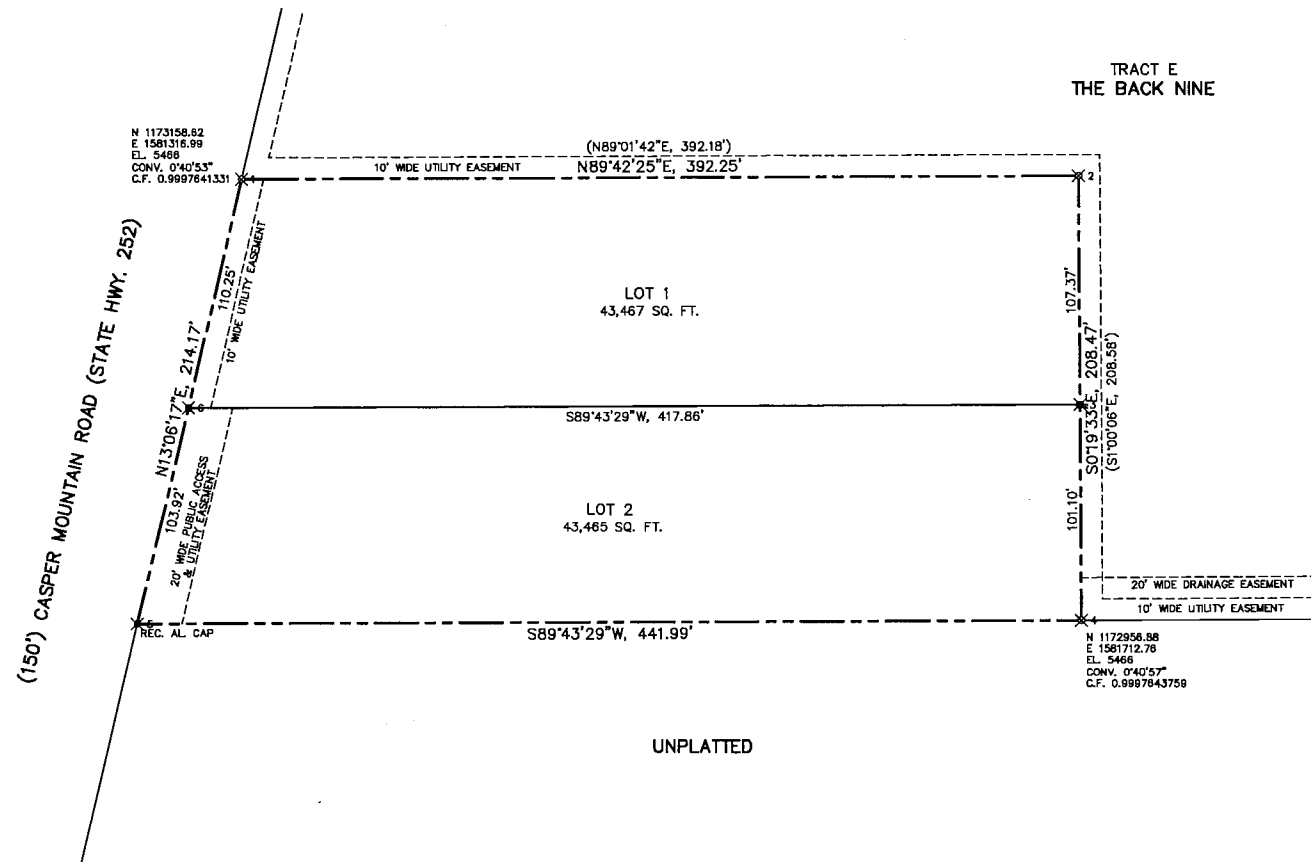 TRACT E
THE BACK NINE
N 1173158.62
E 1581316.99
EL. 5466
CONV. 0°40'53"
C.F. 0.9997641331
(N89°01'42"E, 392.18')
10' WIDE UTILITY EASEMENT
N89°42'25"E, 392.25'
1
2
(150') CASPER MOUNTAIN ROAD (STATE HWY. 252)
N13°06'17"E, 214.17'
110.25'
10' WIDE UTILITY EASEMENT
LOT 1
43,467 SQ. FT.
107.37'
S0°19'33"E, 208.47'
(S1°00'06"E, 208.58')
6
S89°43'29"W, 417.86'
103.92'
20' WIDE PUBLIC ACCESS
& UTILITY EASEMENT
LOT 2
43,465 SQ. FT.
101.10'
20' WIDE DRAINAGE EASEMENT
10' WIDE UTILITY EASEMENT
5
REC. AL. CAP
S89°43'29"W, 441.99'
4
N 1172956.88
E 1581712.76
EL. 5466
CONV. 0°40'57"
C.F. 0.9997643759
UNPLATTED